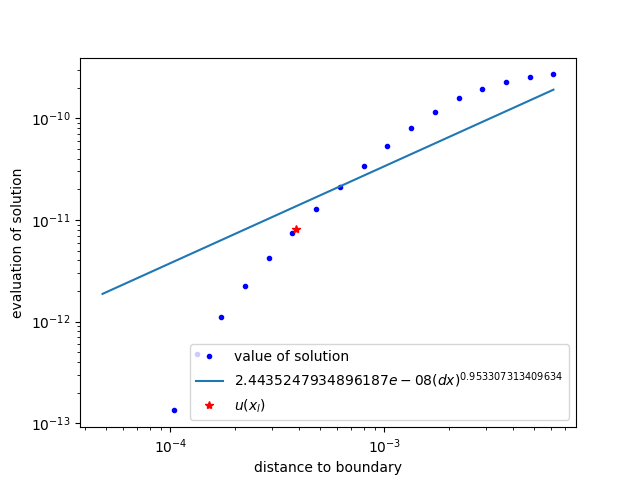 evaluation of solution
10⁻¹⁰
10⁻¹¹
10⁻¹²
10⁻¹³
value of solution
2.4435247934896187e − 08(dx)^0.953307313409634
u(x_l)
10⁻⁴
10⁻³
distance to boundary